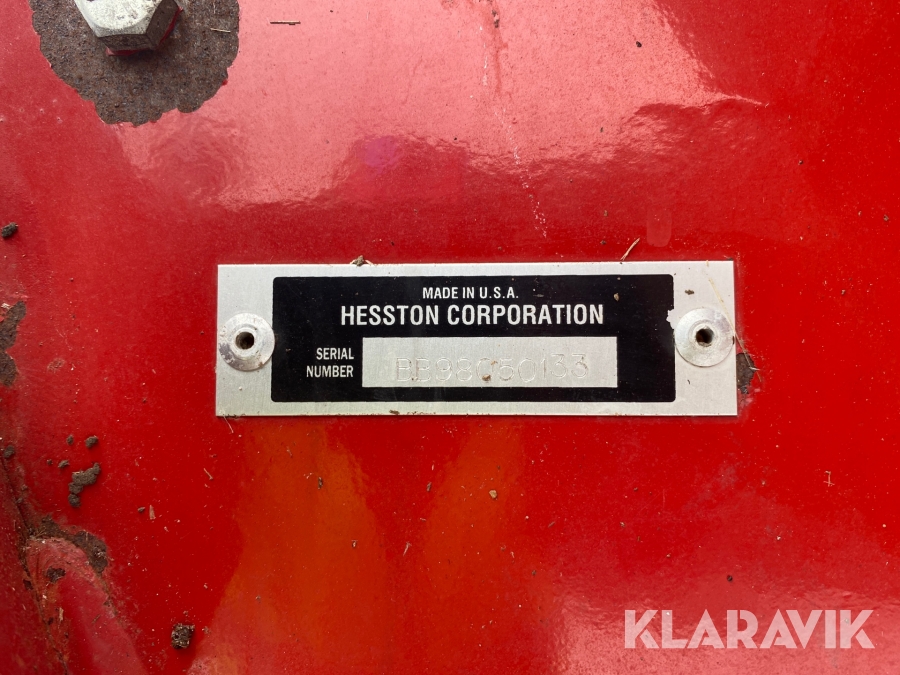 MADE IN U.S.A.
HESSTON CORPORATION
SERIAL
NUMBER
BB98050133
KLARAVIK